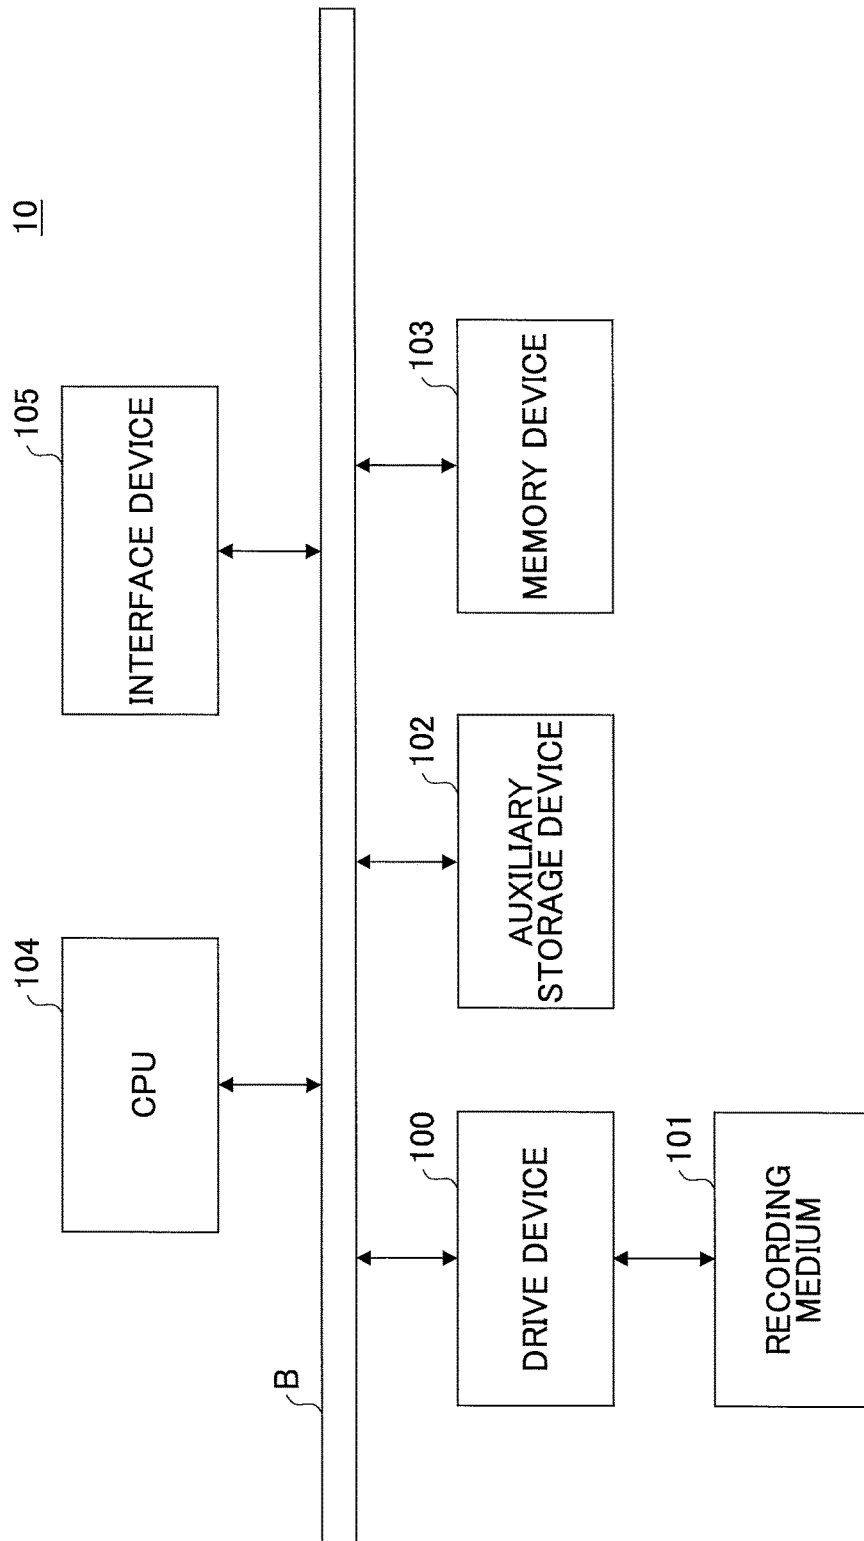 10
104
CPU
105
INTERFACE DEVICE
B
100
DRIVE DEVICE
102
AUXILIARY
STORAGE DEVICE
103
MEMORY DEVICE
101
RECORDING
MEDIUM